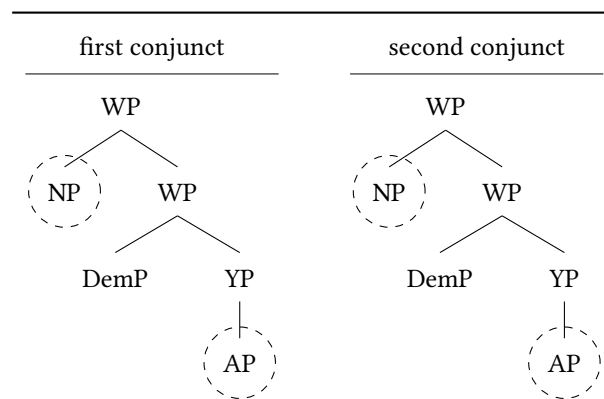 first conjunct second conjunct
WP WP
NP WP NP WP
DemP YP DemP YP
AP AP